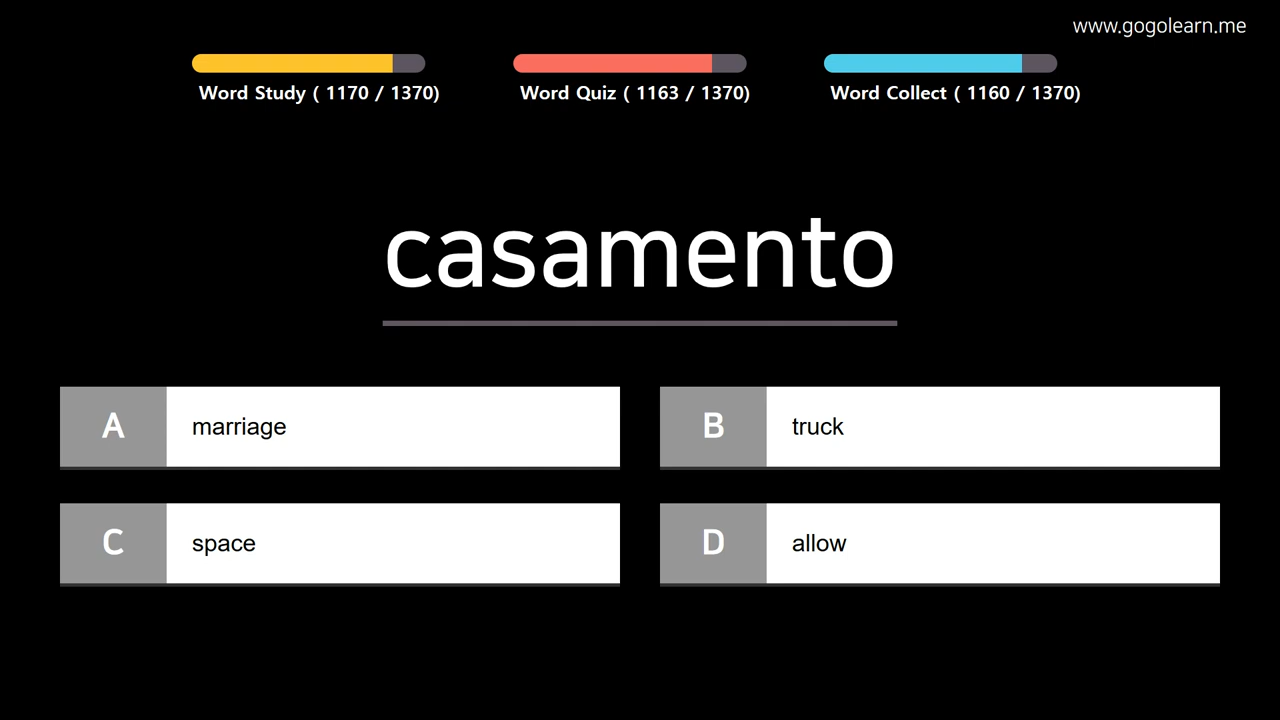 www.gogolearn.me
Word Study ( 1170 / 1370)
Word Quiz ( 1163 / 1370)
Word Collect ( 1160 / 1370)
casamento
A marriage
B truck
C space
D allow